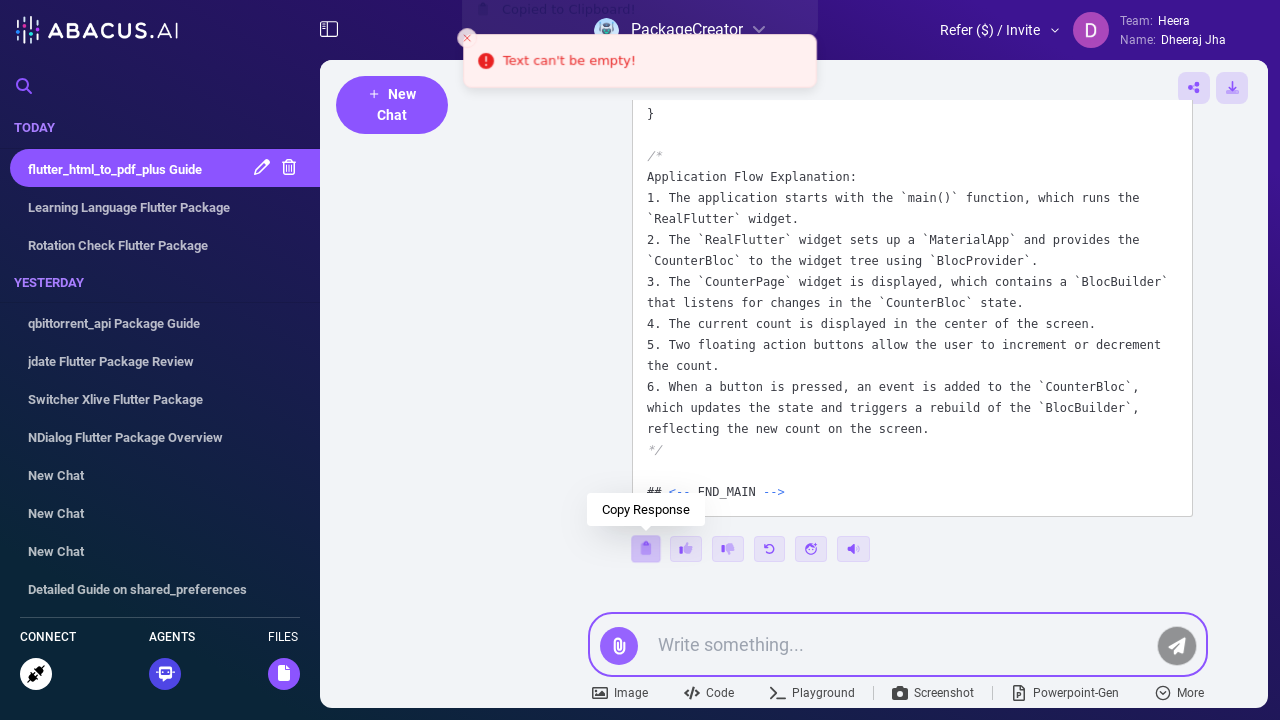 ABACUS.AI
Copied to Clipboard!
PackageCreator
Refer ($) / Invite
D
Team: Heera
Name: Dheeraj Jha
Text can't be empty!
+ New
Chat
TODAY
flutter_html_to_pdf_plus Guide
Learning Language Flutter Package
Rotation Check Flutter Package
YESTERDAY
qbittorrent_api Package Guide
jdate Flutter Package Review
Switcher Xlive Flutter Package
NDialog Flutter Package Overview
New Chat
New Chat
New Chat
Detailed Guide on shared_preferences
CONNECT
AGENTS
FILES
}
/*
Application Flow Explanation:
1. The application starts with the `main()` function, which runs the
`RealFlutter` widget.
2. The `RealFlutter` widget sets up a `MaterialApp` and provides the
`CounterBloc` to the widget tree using `BlocProvider`.
3. The `CounterPage` widget is displayed, which contains a `BlocBuilder`
that listens for changes in the `CounterBloc` state.
4. The current count is displayed in the center of the screen.
5. Two floating action buttons allow the user to increment or decrement
the count.
6. When a button is pressed, an event is added to the `CounterBloc`,
which updates the state and triggers a rebuild of the `BlocBuilder`,
reflecting the new count on the screen.
*/
## <-- END_MAIN -->
Copy Response
Write something...
Image
Code
Playground
Screenshot
Powerpoint-Gen
More